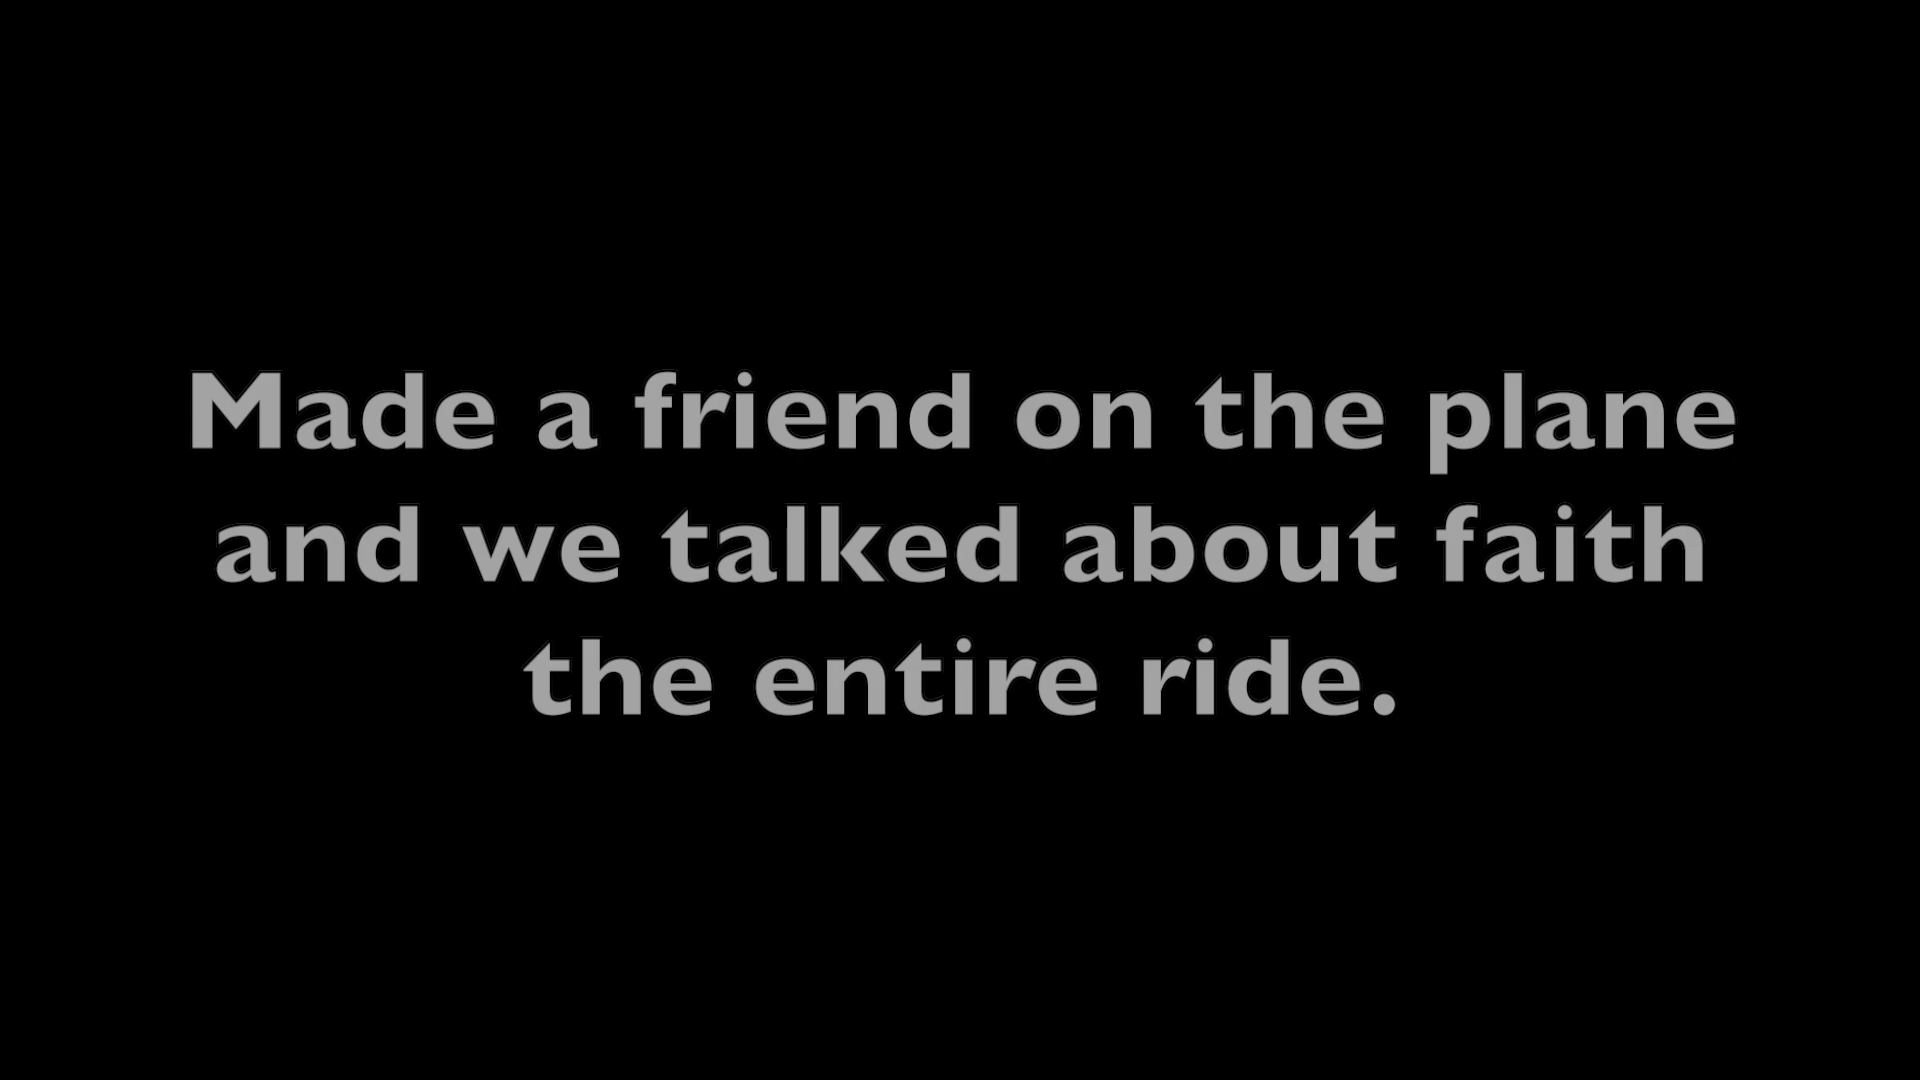 Made a friend on the plane
and we talked about faith
the entire ride.